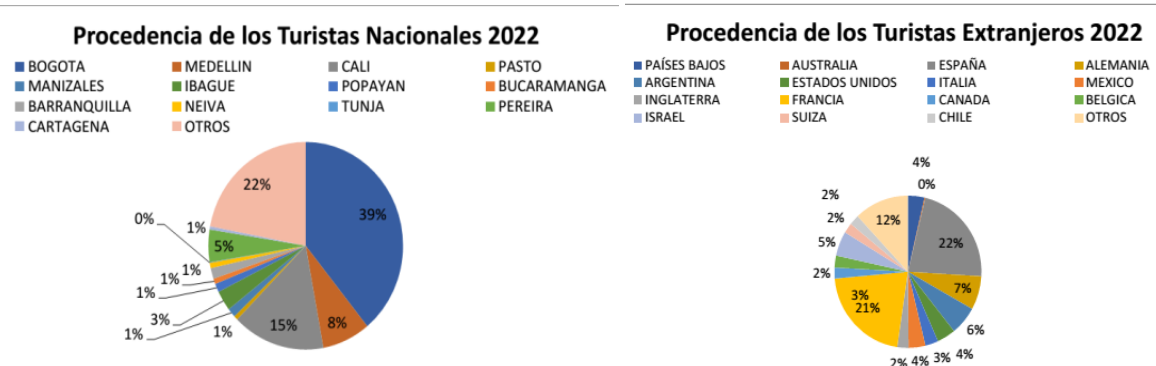 Procedencia de los Turistas Nacionales 2022
BOGOTA MEDELLIN CALI PASTO
MANIZALES IBAGUE POPAYAN BUCARAMANGA
BARRANQUILLA NEIVA TUNJA PEREIRA
CARTAGENA OTROS
22%
39%
0%
1%
5%
1%
1%
1%
3%
1%
1%
15%
8%
Procedencia de los Turistas Extranjeros 2022
PAÍSES BAJOS AUSTRALIA ESPAÑA ALEMANIA
ARGENTINA ESTADOS UNIDOS ITALIA MEXICO
INGLATERRA FRANCIA CANADA BELGICA
ISRAEL SUIZA CHILE OTROS
4%
0%
2%
12%
2%
22%
5%
2%
7%
3%
21%
6%
2% 4% 3% 4%